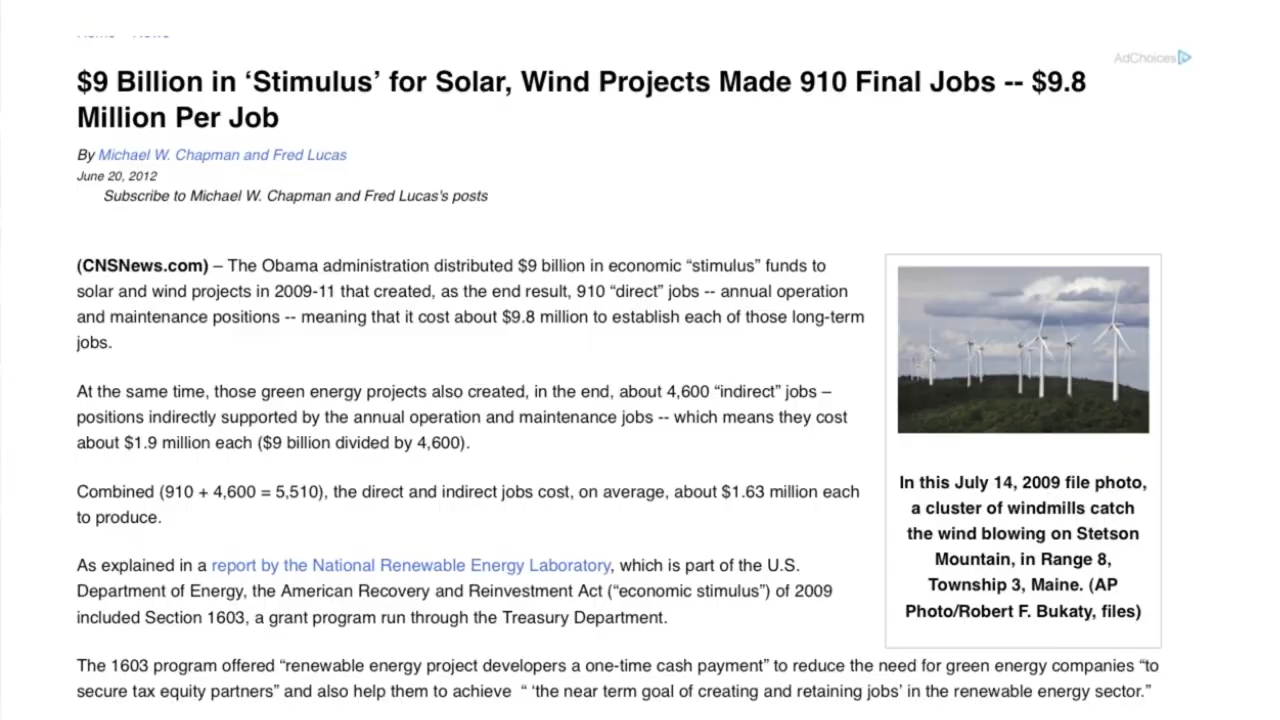 AdChoices
$9 Billion in ‘Stimulus’ for Solar, Wind Projects Made 910 Final Jobs -- $9.8
Million Per Job
By Michael W. Chapman and Fred Lucas
June 20, 2012
Subscribe to Michael W. Chapman and Fred Lucas's posts
(CNSNews.com) – The Obama administration distributed $9 billion in economic “stimulus” funds to
solar and wind projects in 2009-11 that created, as the end result, 910 “direct” jobs -- annual operation
and maintenance positions -- meaning that it cost about $9.8 million to establish each of those long-term
jobs.
At the same time, those green energy projects also created, in the end, about 4,600 “indirect” jobs –
positions indirectly supported by the annual operation and maintenance jobs -- which means they cost
about $1.9 million each ($9 billion divided by 4,600).
Combined (910 + 4,600 = 5,510), the direct and indirect jobs cost, on average, about $1.63 million each
to produce.
As explained in a report by the National Renewable Energy Laboratory, which is part of the U.S.
Department of Energy, the American Recovery and Reinvestment Act (“economic stimulus”) of 2009
included Section 1603, a grant program run through the Treasury Department.
In this July 14, 2009 file photo,
a cluster of windmills catch
the wind blowing on Stetson
Mountain, in Range 8,
Township 3, Maine. (AP
Photo/Robert F. Bukaty, files)
The 1603 program offered “renewable energy project developers a one-time cash payment” to reduce the need for green energy companies “to
secure tax equity partners” and also help them to achieve “ ‘the near term goal of creating and retaining jobs’ in the renewable energy sector.”